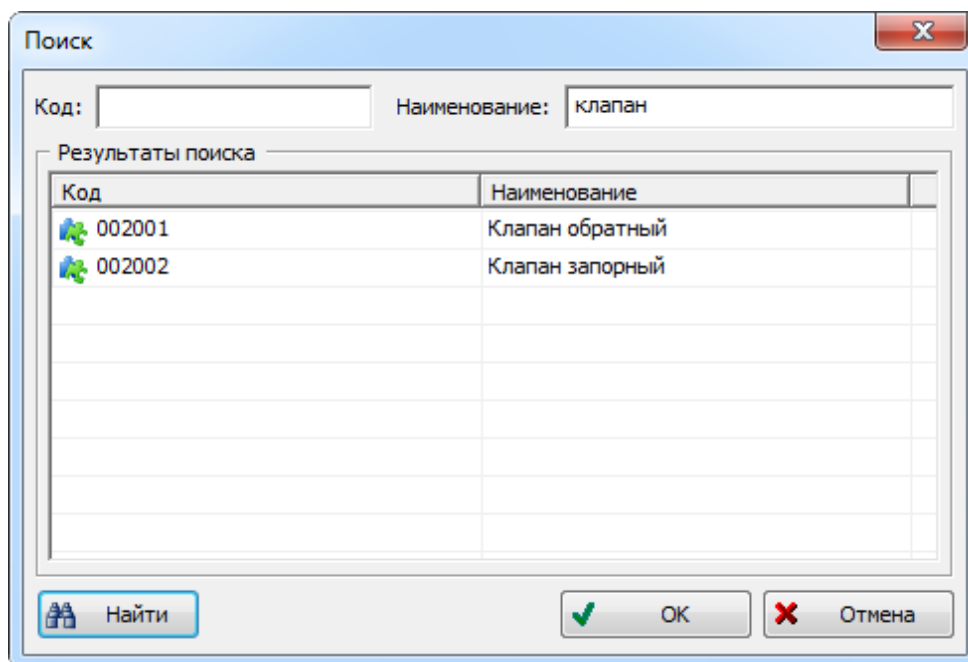 Поиск
Код: Наименование: клапан
Результаты поиска
Код Наименование
002001 Клапан обратный
002002 Клапан запорный
Найти OK Отмена